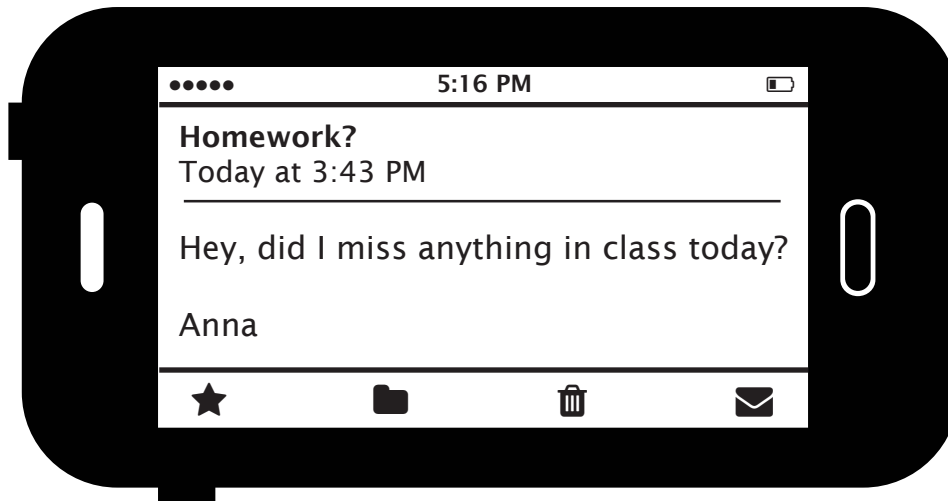 5:16 PM
Homework?
Today at 3:43 PM
Hey, did I miss anything in class today?
Anna